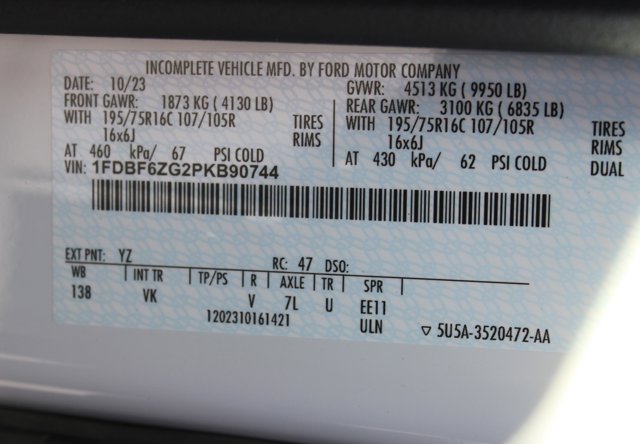 INCOMPLETE VEHICLE MFD. BY FORD MOTOR COMPANY
DATE: 10/23 GVWR: 4513 KG ( 9950 LB)
FRONT GAWR: 1873 KG ( 4130 LB) REAR GAWR: 3100 KG ( 6835 LB)
WITH 195/75R16C 107/105R TIRES WITH 195/75R16C 107/105R TIRES
16x6J RIMS 16x6J RIMS
AT 460 kPa/ 67 PSI COLD AT 430 kPa/ 62 PSI COLD DUAL
VIN: 1FDBF6ZG2PKB90744
EXT PNT: YZ RC: 47 DSO:
WB INT TR TP/PS R AXLE TR SPR
138 VK V 7L U EE11
1202310161421 ULN ▽ 5U5A-3520472-AA